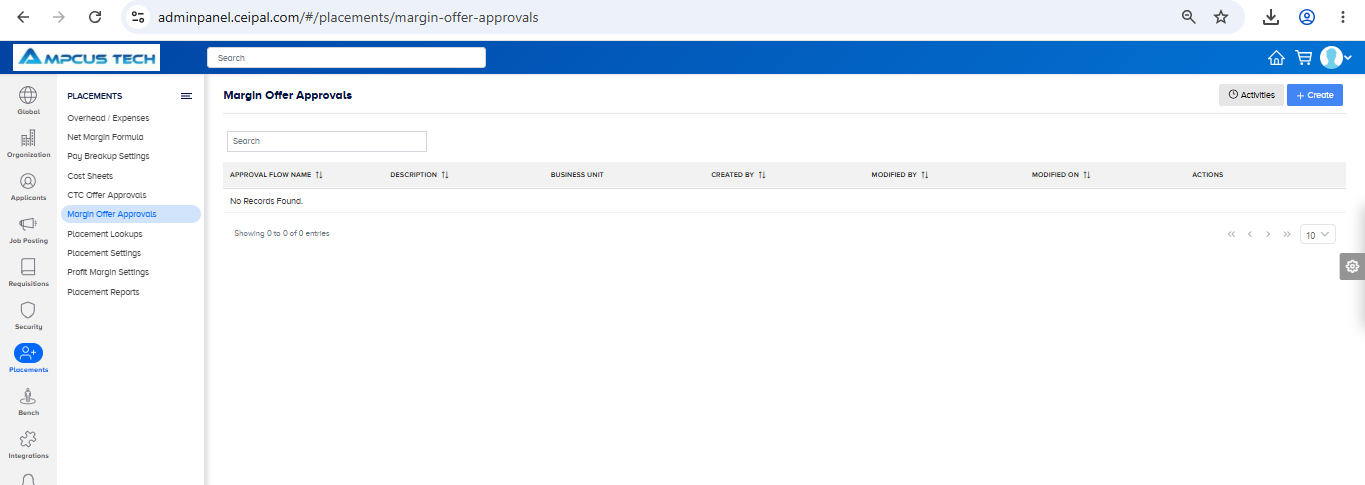 adminpanel.ceipal.com/#/placements/margin-offer-approvals
AMPCUS TECH
Search
Global
Organization
Applicants
Job Posting
Requisitions
Security
Placements
Bench
Integrations
PLACEMENTS
Overhead / Expenses
Net Margin Formula
Pay Breakup Settings
Cost Sheets
CTC Offer Approvals
Margin Offer Approvals
Placement Lookups
Placement Settings
Profit Margin Settings
Placement Reports
Margin Offer Approvals
Activities
+ Create
Search
APPROVAL FLOW NAME DESCRIPTION BUSINESS UNIT CREATED BY MODIFIED BY MODIFIED ON ACTIONS
No Records Found.
Showing 0 to 0 of 0 entries
10